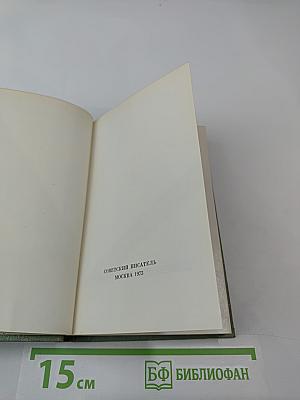 СОВЕТСКИЙ ПИСАТЕЛЬ
МОСКВА 1972
15 см
БФ БИБЛИОФАН